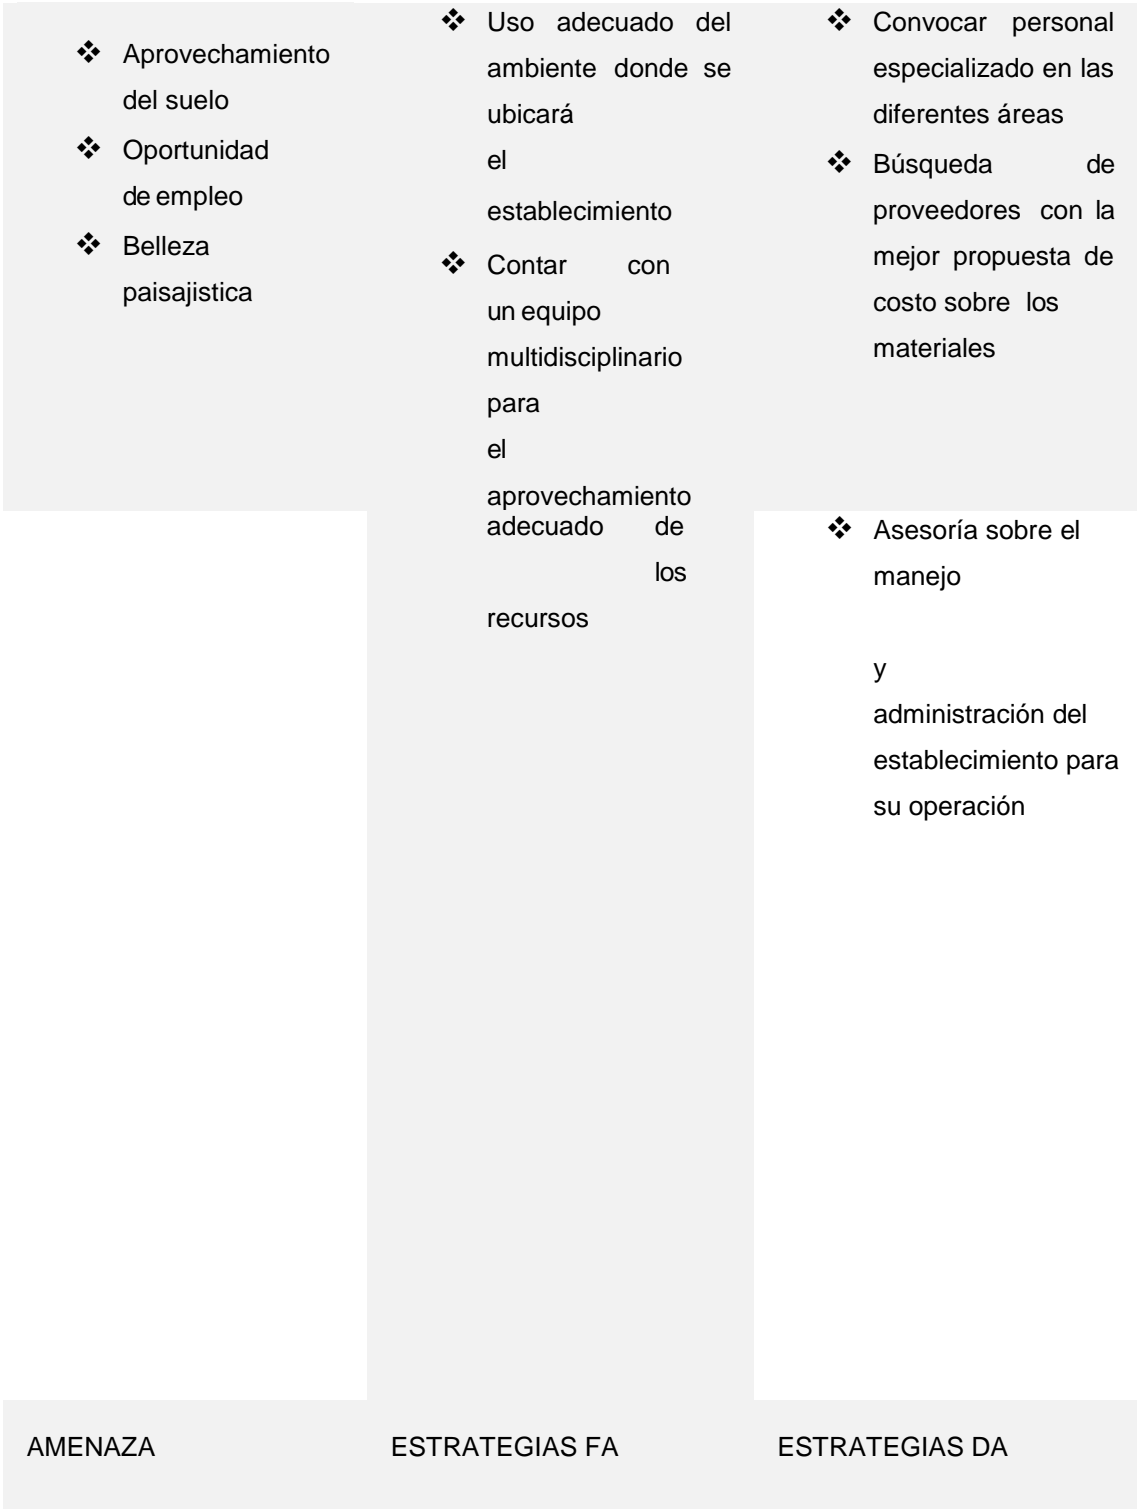 ❖ Aprovechamiento
del suelo
❖ Oportunidad
de empleo
❖ Belleza
paisajistica
❖ Uso adecuado del
ambiente donde se
ubicará
el
establecimiento
❖ Contar con
un equipo
multidisciplinario
para
el
aprovechamiento
adecuado de
los
recursos
❖ Convocar personal
especializado en las
diferentes áreas
❖ Búsqueda de
proveedores con la
mejor propuesta de
costo sobre los
materiales
❖ Asesoría sobre el
manejo
y
administración del
establecimiento para
su operación
AMENAZA
ESTRATEGIAS FA
ESTRATEGIAS DA